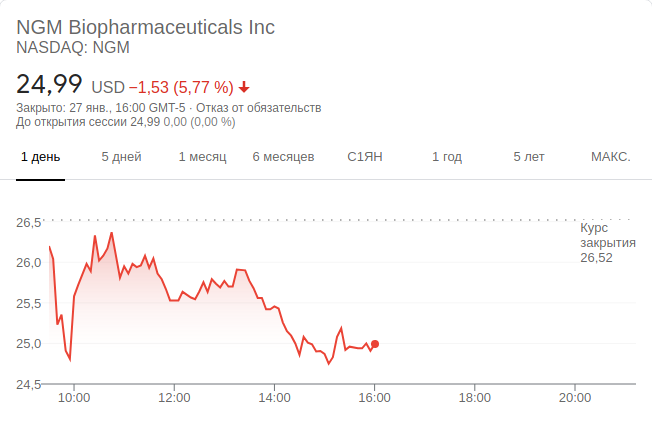 NGM Biopharmaceuticals Inc
NASDAQ: NGM
24,99 USD −1,53 (5,77 %)
Закрыто: 27 янв., 16:00 GMT-5 · Отказ от обязательств
До открытия сессии 24,99 0,00 (0,00 %)
1 день 5 дней 1 месяц 6 месяцев С1ЯН 1 год 5 лет МАКС.
26,5
Курс
закрытия
26,52
26,0
25,5
25,0
24,5
10:00 12:00 14:00 16:00 18:00 20:00